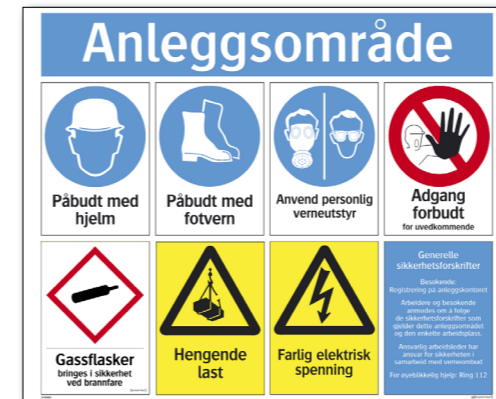 Anleggsområde
Påbudt med
hjelm
Påbudt med
fotvern
Anvend personlig
verneutstyr
Adgang
forbudt
for uvedkommende
Gassflasker
bringes i sikkerhet
ved brannfare
Hengende
last
Farlig elektrisk
spenning
Generelle
sikkerhetsforskrifter
Besøkende:
Registrering på anleggskontoret
Arbeidere og besøkende
anmodes om å følge
de sikkerhetsforskrifter som
gjelder dette anleggsområdet
og den enkelte arbeidsplass.
Ansvarlig arbeidsleder har
ansvar for sikkerheten i
samarbeid med verneombud
For øyeblikkelig hjelp: Ring 112